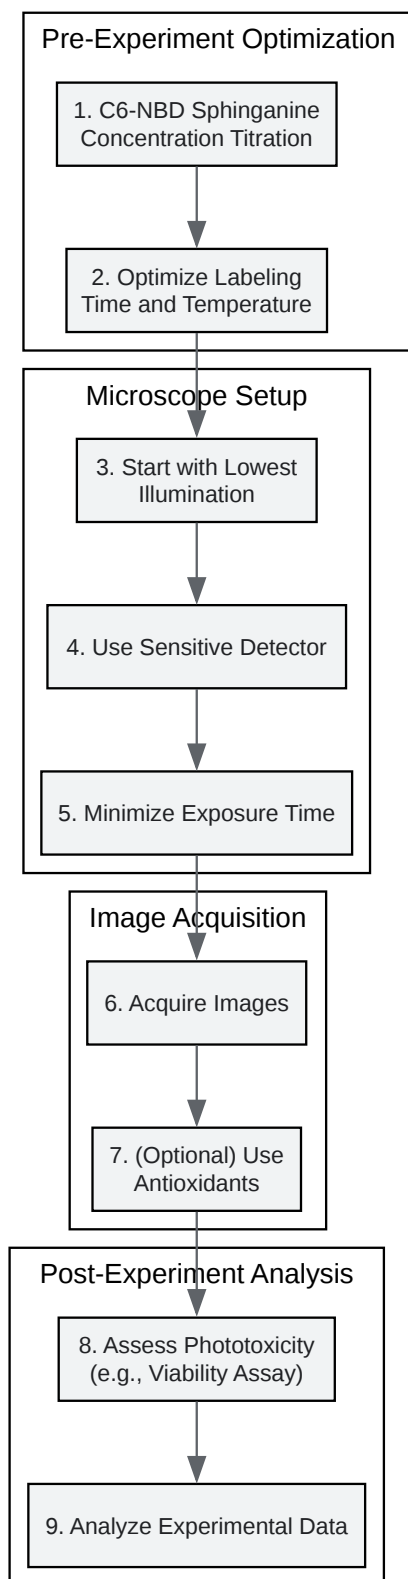 Pre-Experiment Optimization
1. C6-NBD Sphinganine
Concentration Titration
2. Optimize Labeling
Time and Temperature
Microscope Setup
3. Start with Lowest
Illumination
4. Use Sensitive Detector
5. Minimize Exposure Time
Image Acquisition
6. Acquire Images
7. (Optional) Use
Antioxidants
Post-Experiment Analysis
8. Assess Phototoxicity
(e.g., Viability Assay)
9. Analyze Experimental Data